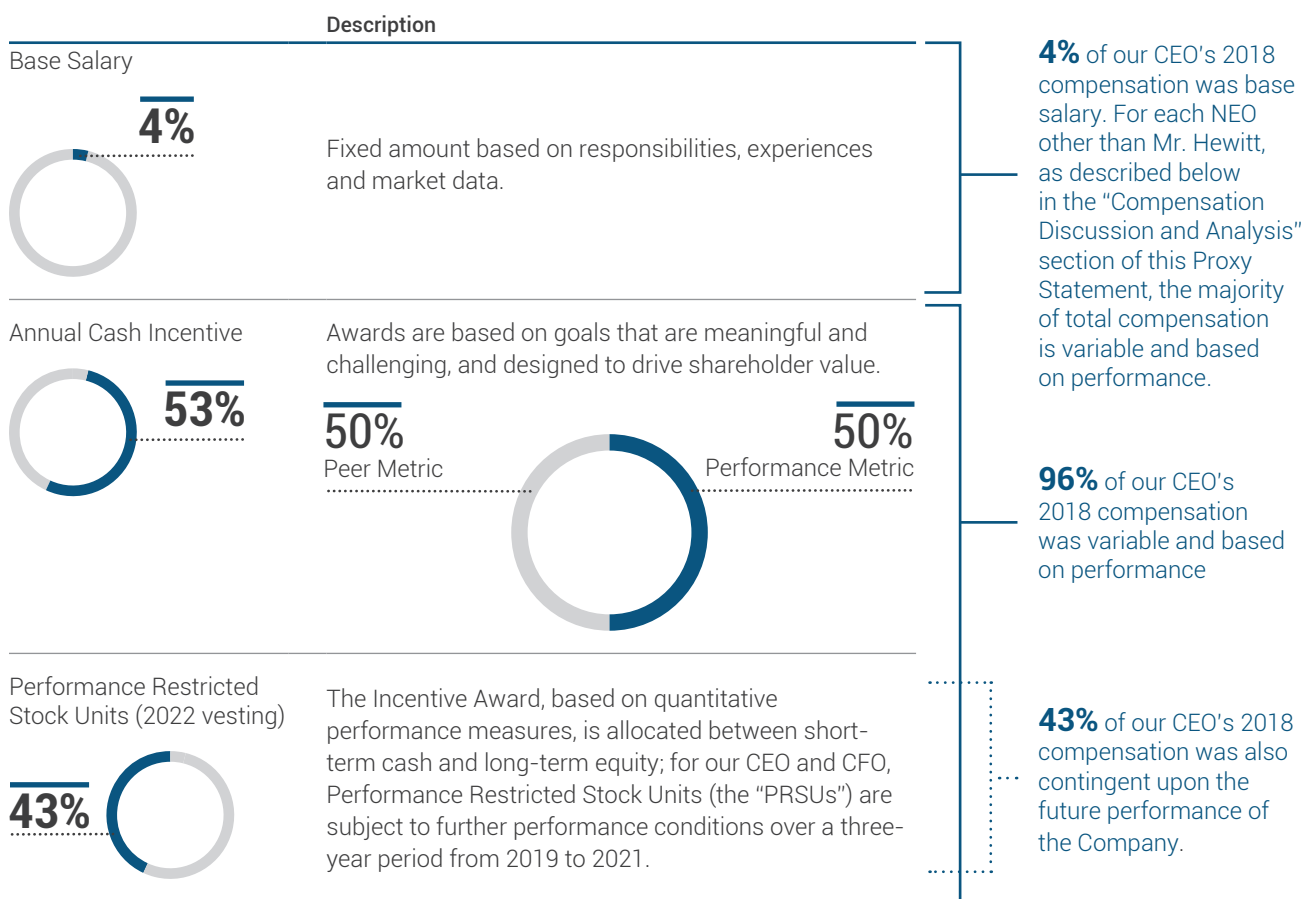 Description
Base Salary
4%
Fixed amount based on responsibilities, experiences
and market data.
4% of our CEO's 2018
compensation was base
salary. For each NEO
other than Mr. Hewitt,
as described below
in the "Compensation
Discussion and Analysis"
section of this Proxy
Statement, the majority
of total compensation
is variable and based
on performance.
Annual Cash Incentive
53%
Awards are based on goals that are meaningful and
challenging, and designed to drive shareholder value.
50%
Peer Metric
50%
Performance Metric
96% of our CEO's
2018 compensation
was variable and based
on performance
Performance Restricted
Stock Units (2022 vesting)
43%
The Incentive Award, based on quantitative
performance measures, is allocated between short-
term cash and long-term equity; for our CEO and CFO,
Performance Restricted Stock Units (the "PRSUs") are
subject to further performance conditions over a three-
year period from 2019 to 2021.
43% of our CEO's 2018
compensation was also
contingent upon the
future performance of
the Company.